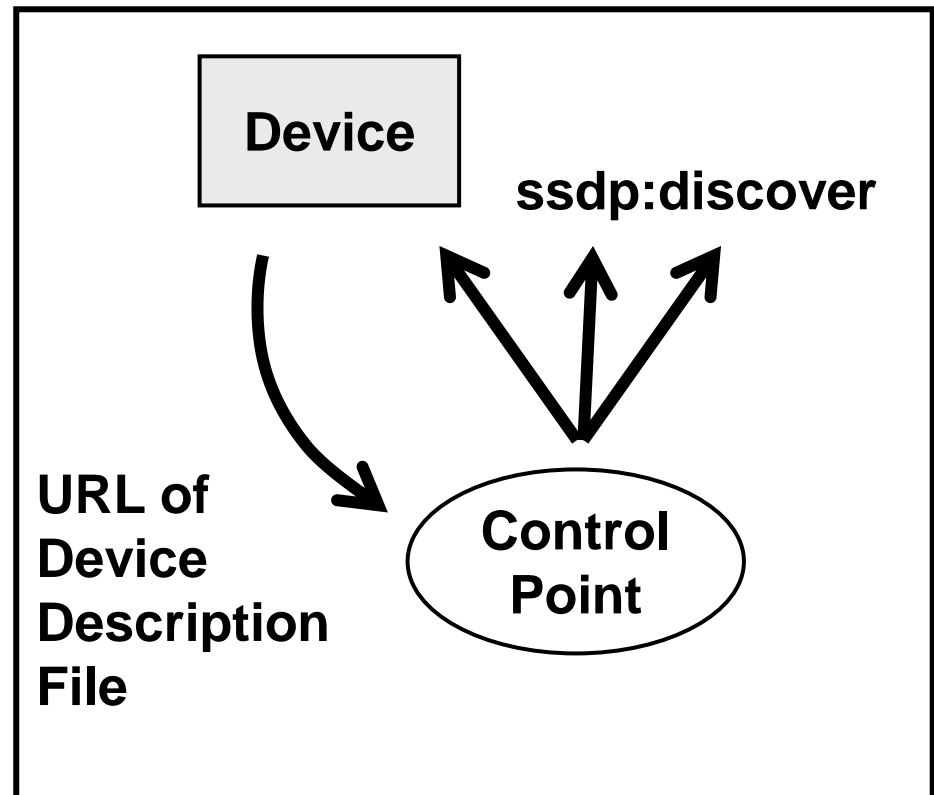 Device
ssdp:discover
Control
Point
URL of
Device
Description
File